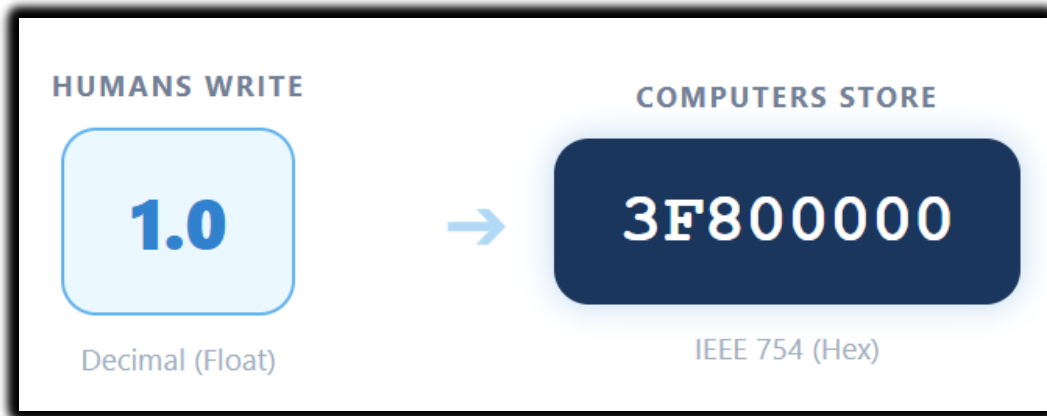 HUMANS WRITE
1.0
Decimal (Float)
COMPUTERS STORE
3F800000
IEEE 754 (Hex)